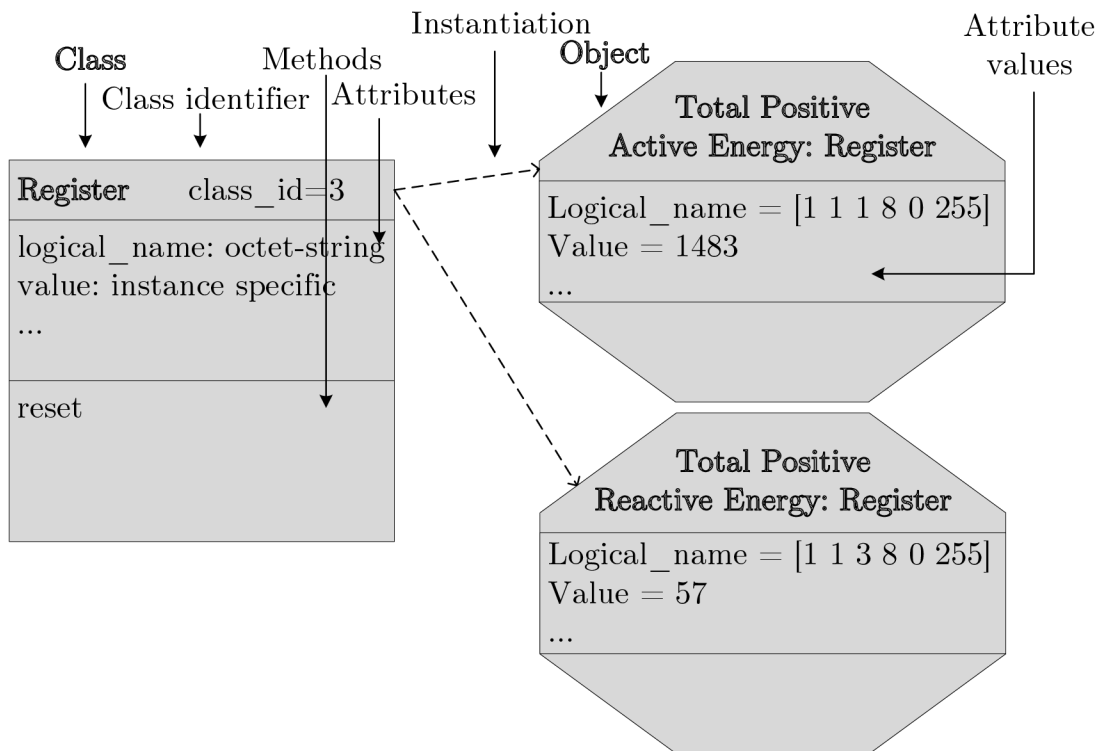 Instantiation
Attribute
values
Class
Methods
Object
Class identifier
Attributes
Register class_id=3
logical_name: octet-string
value: instance specific
...
reset
Total Positive
Active Energy: Register
Logical_name = [1 1 1 8 0 255]
Value = 1483
...
Total Positive
Reactive Energy: Register
Logical_name = [1 1 3 8 0 255]
Value = 57
...